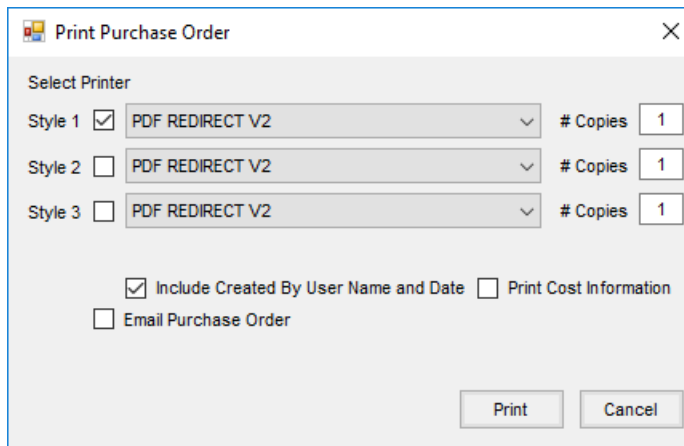 Print Purchase Order
Select Printer
Style 1 PDF REDIRECT V2 # Copies 1
Style 2 PDF REDIRECT V2 # Copies 1
Style 3 PDF REDIRECT V2 # Copies 1
Include Created By User Name and Date Print Cost Information
Email Purchase Order
Print Cancel